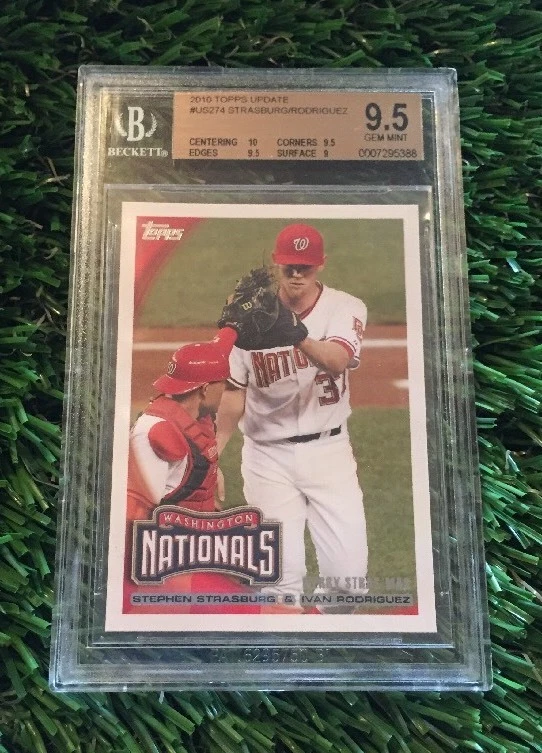 2010 TOPPS UPDATE
#US274 STRASBURG/RODRIGUEZ
9.5
GEM MINT
CENTERING 10 CORNERS 9.5
EDGES 9.5 SURFACE 9
0007295388
B
BECKETT®
Topps
W
NATIO
3
W
WASHINGTON
NATIONALS
STEPHEN STRASBURG & IVAN RODRIGUEZ